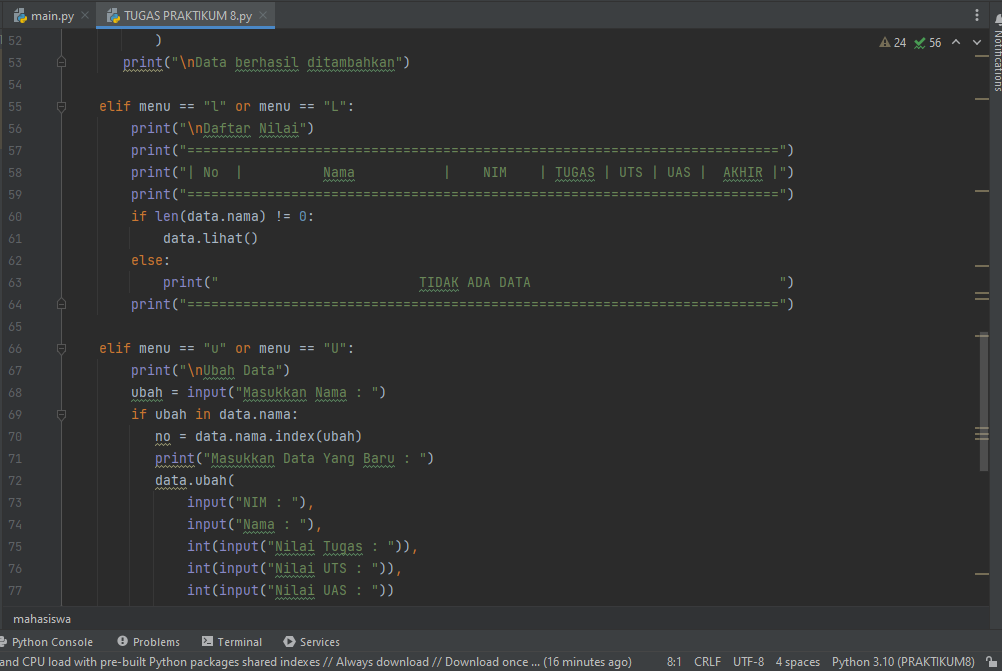 main.py
TUGAS PRAKTIKUM 8.py
24 56
Notifications
52 )
53 print("\nData berhasil ditambahkan")
54
55 elif menu == "l" or menu == "L":
56 print("\nDaftar Nilai")
57 print("==========================================================================")
58 print("| No  |          Nama           |    NIM    | TUGAS | UTS | UAS |  AKHIR |")
59 print("==========================================================================")
60 if len(data.nama) != 0:
61 data.lihat()
62 else:
63 print("                         TIDAK ADA DATA                               ")
64 print("==========================================================================")
65
66 elif menu == "u" or menu == "U":
67 print("\nUbah Data")
68 ubah = input("Masukkan Nama : ")
69 if ubah in data.nama:
70 no = data.nama.index(ubah)
71 print("Masukkan Data Yang Baru : ")
72 data.ubah(
73 input("NIM : "),
74 input("Nama : "),
75 int(input("Nilai Tugas : ")),
76 int(input("Nilai UTS : ")),
77 int(input("Nilai UAS : "))
mahasiswa
Python Console Problems Terminal Services
and CPU load with pre-built Python packages shared indexes // Always download // Download once ... (16 minutes ago) 8:1 CRLF UTF-8 4 spaces Python 3.10 (PRAKTIKUM8)